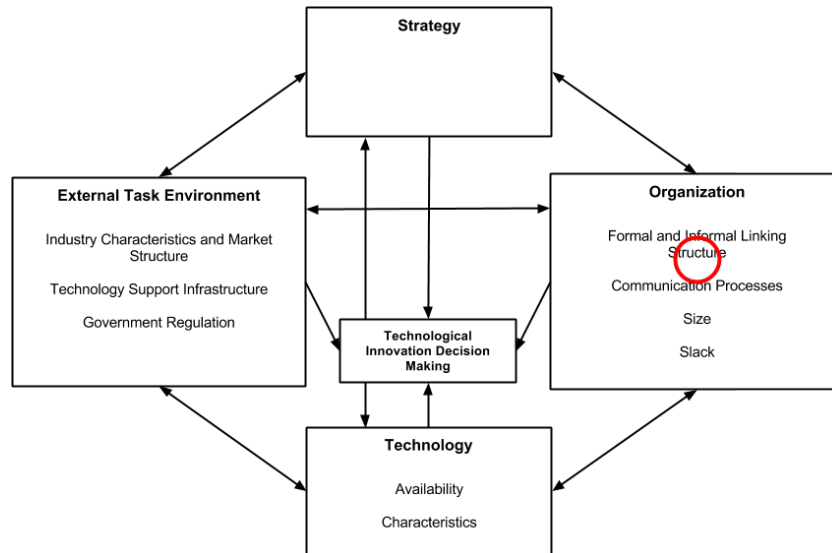 Strategy
External Task Environment
Industry Characteristics and Market
Structure
Technology Support Infrastructure
Government Regulation
Organization
Formal and Informal Linking
Structure
Communication Processes
Size
Slack
Technological
Innovation Decision
Making
Technology
Availability
Characteristics